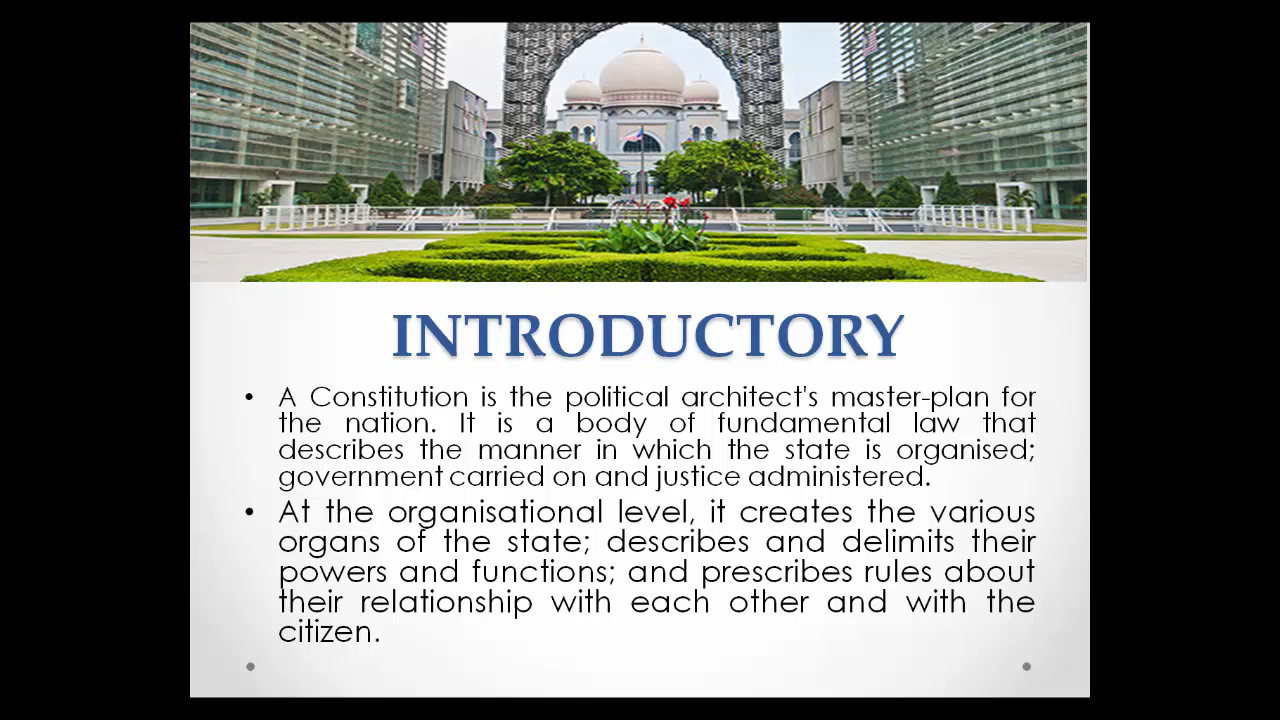 INTRODUCTORY
• A Constitution is the political architect's master-plan for
the nation. It is a body of fundamental law that
describes the manner in which the state is organised;
government carried on and justice administered.
• At the organisational level, it creates the various
organs of the state; describes and delimits their
powers and functions; and prescribes rules about
their relationship with each other and with the
citizen.